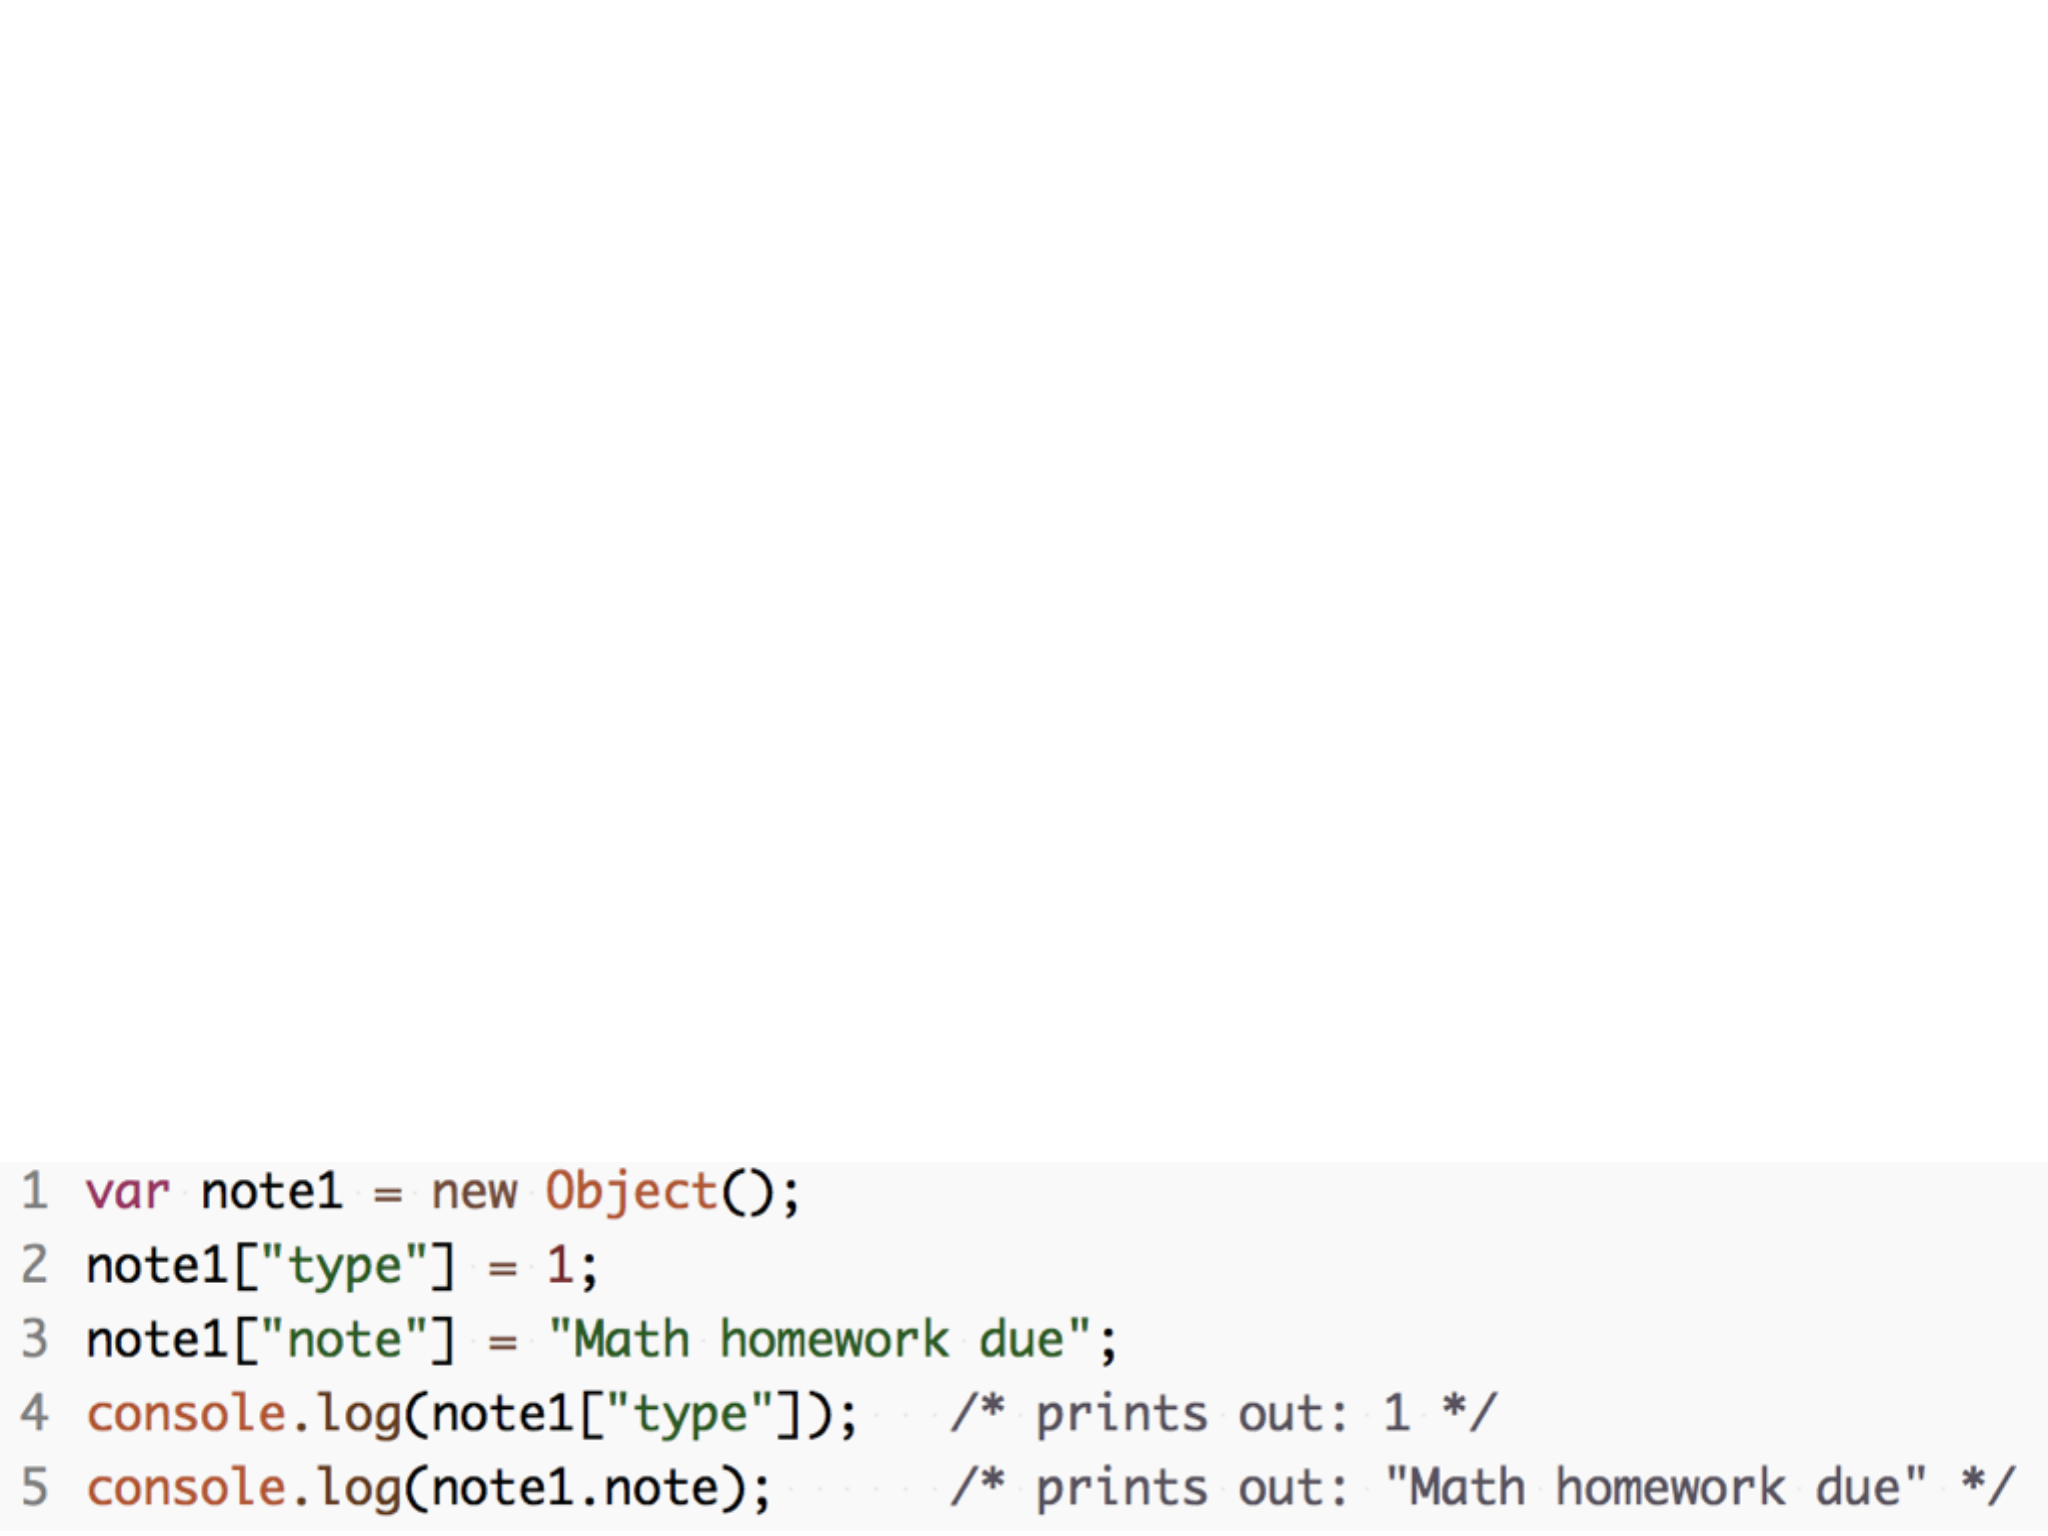 1 var note1 = new Object();
2 note1["type"] = 1;
3 note1["note"] = "Math homework due";
4 console.log(note1["type"]);   /* prints out: 1 */
5 console.log(note1.note);      /* prints out: "Math homework due" */